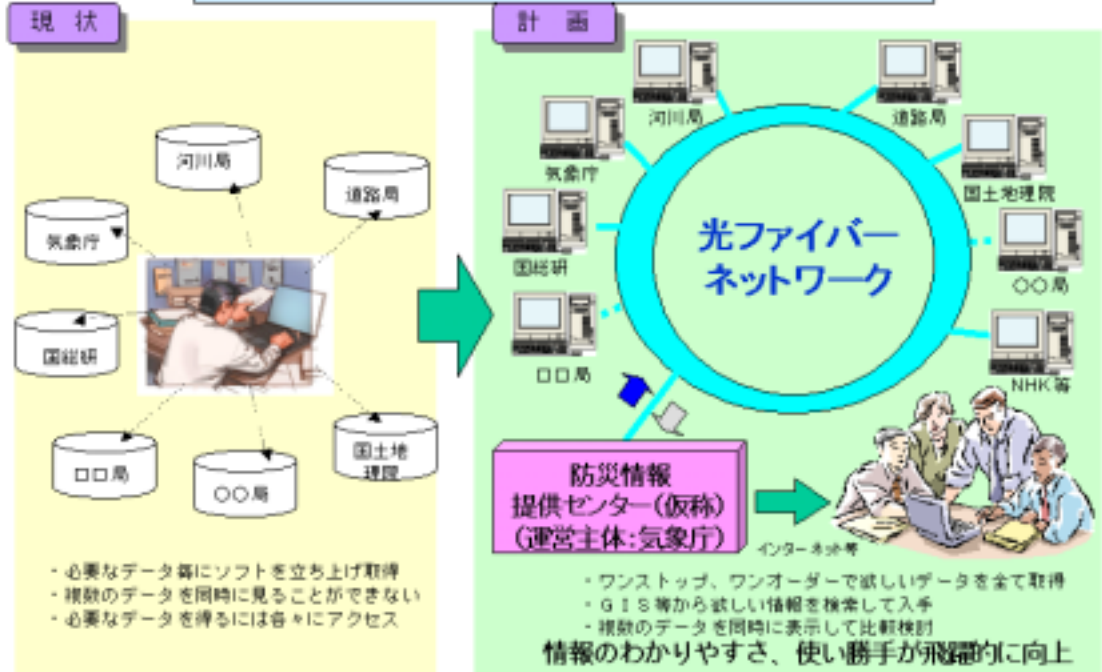 現状
河川局
道路局
気象庁
国総研
国土地
理院
□□局
○○局
・必要なデータ毎にソフトを立ち上げ取得
・複数のデータを同時に見ることができない
・必要なデータを得るには各々にアクセス
計画
河川局
道路局
気象庁
国土地理院
国総研
○○局
□□局
NHK等
光ファイバー
ネットワーク
防災情報
提供センター(仮称)
(運営主体:気象庁)
インターネット等
・ワンストップ、ワンオーダーで欲しいデータを全て取得
・GIS等から欲しい情報を検索して入手
・複数のデータを同時に表示して比較検討
情報のわかりやすさ、使い勝手が飛躍的に向上